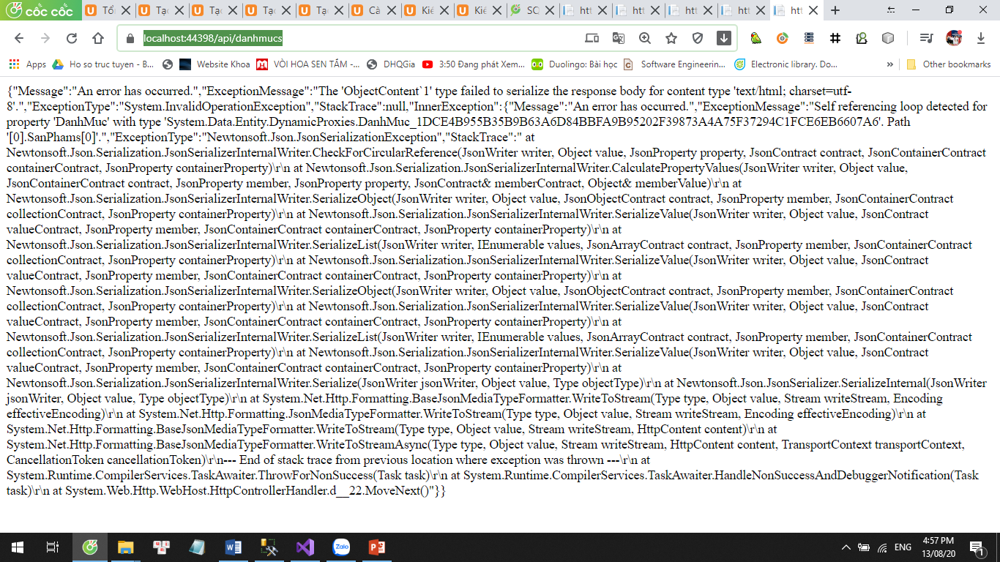 cốc cốc
Tổ
Tạo
Tạo
Tạo
Tạo
Cà
Kiế
Kiế
SQ
htt
htt
htt
htt
htt
localhost:44398/api/danhmucs
Apps
Ho so truc tuyen - B...
Website Khoa
VÒI HOA SEN TẮM -...
DHQGia
3:50 Đang phát Xem...
Duolingo: Bài học
Software Engineerin...
Electronic library. Do...
»
Other bookmarks
{"Message":"An error has occurred.","ExceptionMessage":"The 'ObjectContent`1' type failed to serialize the response body for content type 'text/html; charset=utf-
8'.","ExceptionType":"System.InvalidOperationException","StackTrace":null,"InnerException":{"Message":"An error has occurred.","ExceptionMessage":"Self referencing loop detected for
property 'DanhMuc' with type 'System.Data.Entity.DynamicProxies.DanhMuc_1DCE4B955B35B9B63A6D84BBFA9B95202F39873A4A75F37294C1FCE6EB6607A6'. Path
'[0].SanPhams[0]'.","ExceptionType":"Newtonsoft.Json.JsonSerializationException","StackTrace":" at
Newtonsoft.Json.Serialization.JsonSerializerInternalWriter.CheckForCircularReference(JsonWriter writer, Object value, JsonProperty property, JsonContract contract, JsonContainerContract
containerContract, JsonProperty containerProperty)\r\n at Newtonsoft.Json.Serialization.JsonSerializerInternalWriter.CalculatePropertyValues(JsonWriter writer, Object value,
JsonContainerContract contract, JsonProperty member, JsonProperty property, JsonContract& memberContract, Object& memberValue)\r\n at
Newtonsoft.Json.Serialization.JsonSerializerInternalWriter.SerializeObject(JsonWriter writer, Object value, JsonObjectContract contract, JsonProperty member, JsonContainerContract
collectionContract, JsonProperty containerProperty)\r\n at Newtonsoft.Json.Serialization.JsonSerializerInternalWriter.SerializeValue(JsonWriter writer, Object value, JsonContract
valueContract, JsonProperty member, JsonContainerContract containerContract, JsonProperty containerProperty)\r\n at
Newtonsoft.Json.Serialization.JsonSerializerInternalWriter.SerializeList(JsonWriter writer, IEnumerable values, JsonArrayContract contract, JsonProperty member, JsonContainerContract
collectionContract, JsonProperty containerProperty)\r\n at Newtonsoft.Json.Serialization.JsonSerializerInternalWriter.SerializeValue(JsonWriter writer, Object value, JsonContract
valueContract, JsonProperty member, JsonContainerContract containerContract, JsonProperty containerProperty)\r\n at
Newtonsoft.Json.Serialization.JsonSerializerInternalWriter.SerializeObject(JsonWriter writer, Object value, JsonObjectContract contract, JsonProperty member, JsonContainerContract
collectionContract, JsonProperty containerProperty)\r\n at Newtonsoft.Json.Serialization.JsonSerializerInternalWriter.SerializeValue(JsonWriter writer, Object value, JsonContract
valueContract, JsonProperty member, JsonContainerContract containerContract, JsonProperty containerProperty)\r\n at
Newtonsoft.Json.Serialization.JsonSerializerInternalWriter.SerializeList(JsonWriter writer, IEnumerable values, JsonArrayContract contract, JsonProperty member, JsonContainerContract
collectionContract, JsonProperty containerProperty)\r\n at Newtonsoft.Json.Serialization.JsonSerializerInternalWriter.SerializeValue(JsonWriter writer, Object value, JsonContract
valueContract, JsonProperty member, JsonContainerContract containerContract, JsonProperty containerProperty)\r\n at
Newtonsoft.Json.Serialization.JsonSerializerInternalWriter.Serialize(JsonWriter jsonWriter, Object value, Type objectType)\r\n at Newtonsoft.Json.JsonSerializer.SerializeInternal(JsonWriter
jsonWriter, Object value, Type objectType)\r\n at System.Net.Http.Formatting.BaseJsonMediaTypeFormatter.WriteToStream(Type type, Object value, Stream writeStream, Encoding
effectiveEncoding)\r\n at System.Net.Http.Formatting.JsonMediaTypeFormatter.WriteToStream(Type type, Object value, Stream writeStream, Encoding effectiveEncoding)\r\n at
System.Net.Http.Formatting.BaseJsonMediaTypeFormatter.WriteToStream(Type type, Object value, Stream writeStream, HttpContent content)\r\n at
System.Net.Http.Formatting.BaseJsonMediaTypeFormatter.WriteToStreamAsync(Type type, Object value, Stream writeStream, HttpContent content, TransportContext transportContext,
CancellationToken cancellationToken)\r\n--- End of stack trace from previous location where exception was thrown ---\r\n at
System.Runtime.CompilerServices.TaskAwaiter.ThrowForNonSuccess(Task task)\r\n at System.Runtime.CompilerServices.TaskAwaiter.HandleNonSuccessAndDebuggerNotification(Task
task)\r\n at System.Web.Http.WebHost.HttpControllerHandler.d__22.MoveNext()"}}
Zalo
ENG
4:57 PM
13/08/20
1